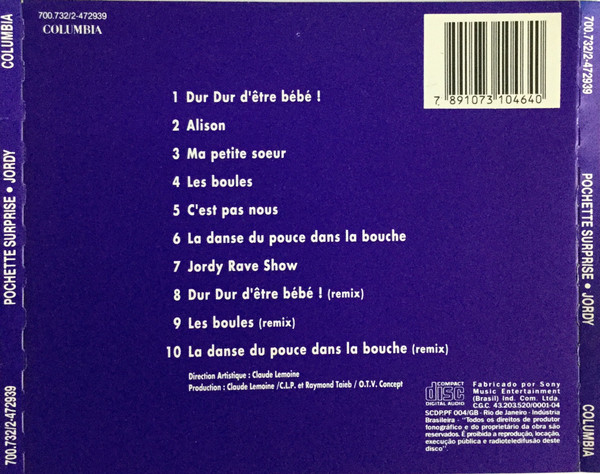 700.732/2-472939
COLUMBIA
1 Dur Dur d'être bébé !
2 Alison
3 Ma petite soeur
4 Les boules
5 C'est pas nous
6 La danse du pouce dans la bouche
7 Jordy Rave Show
8 Dur Dur d'être bébé ! (remix)
9 Les boules (remix)
10 La danse du pouce dans la bouche (remix)
Direction Artistique : Claude Lemoine
Production : Claude Lemoine /C.L.P. et Raymond Taieb / O.T.V. Concept
7 891073 104640
COMPACT
disc
DIGITAL AUDIO
Fabricado por Sony
Music Entertainment
(Brasil) Ind. Com. Ltda.
C.G.C. 43.203.520/0001-04
SCDP.PF 004/GB - Rio de Janeiro - Indústria
Brasileira - "Todos os direitos de produtor
fonográfico e do proprietário da obra são
reservados. É proibida a reprodução, locação,
execução pública e radioteledifusão deste
disco".
COLUMBIA
POCHETTE SURPRISE • JORDY
700.732/2-472939
700.732/2-472939
POCHETTE SURPRISE • JORDY
COLUMBIA